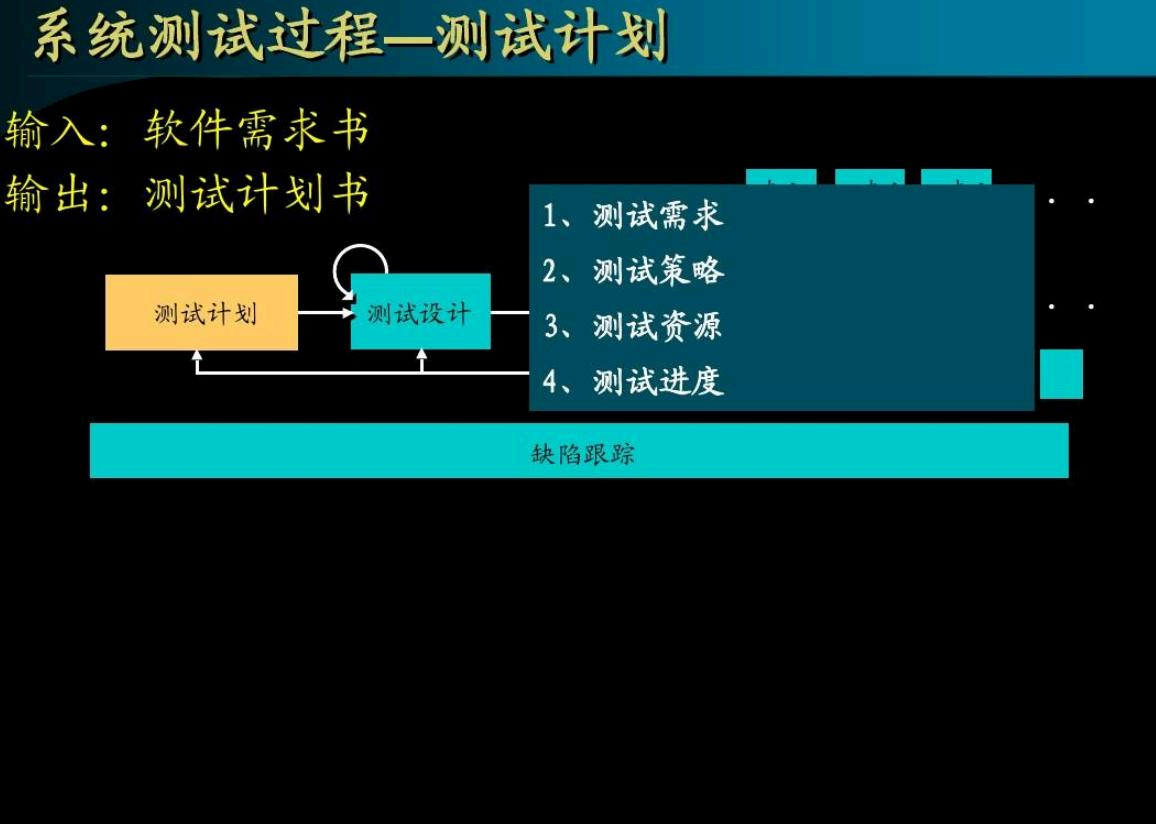 系统测试过程—测试计划
输入：软件需求书
输出：测试计划书
1、测试需求
2、测试策略
3、测试资源
4、测试进度
测试计划
测试设计
缺陷跟踪